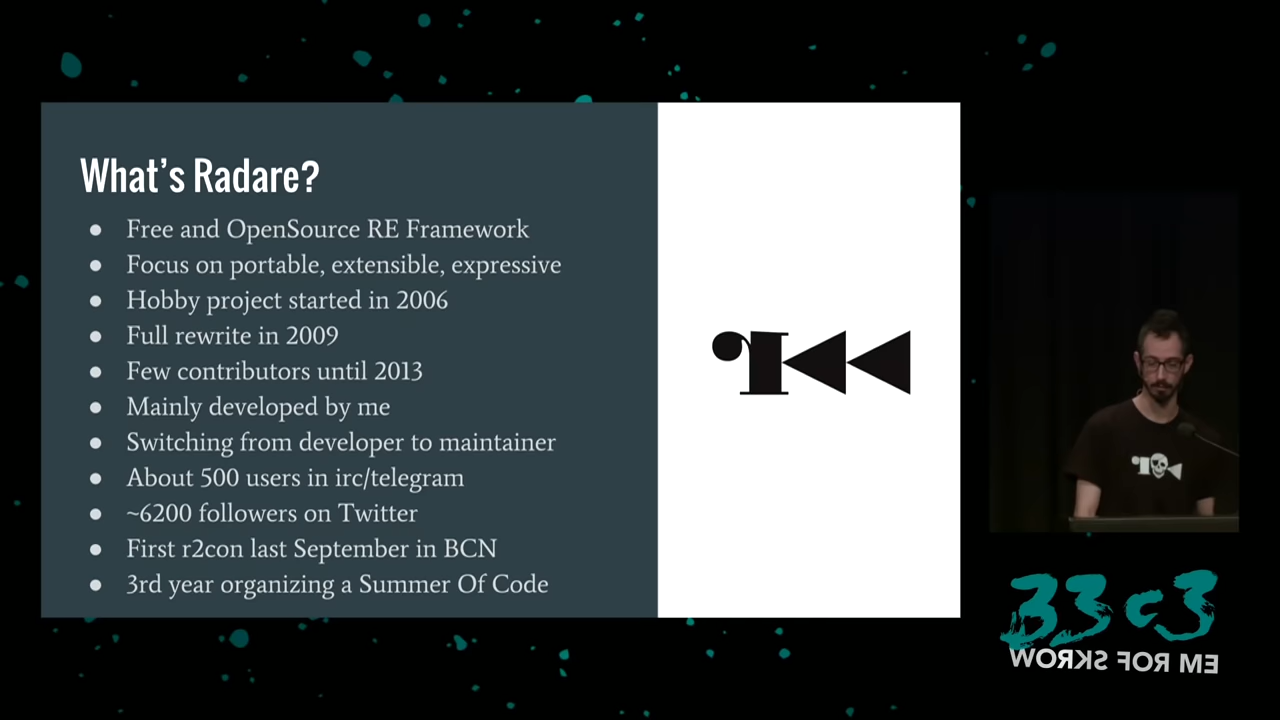 What's Radare?
Free and OpenSource RE Framework
Focus on portable, extensible, expressive
Hobby project started in 2006
Full rewrite in 2009
Few contributors until 2013
Mainly developed by me
Switching from developer to maintainer
About 500 users in irc/telegram
~6200 followers on Twitter
First r2con last September in BCN
3rd year organizing a Summer Of Code
33c3
WORKS FOR ME